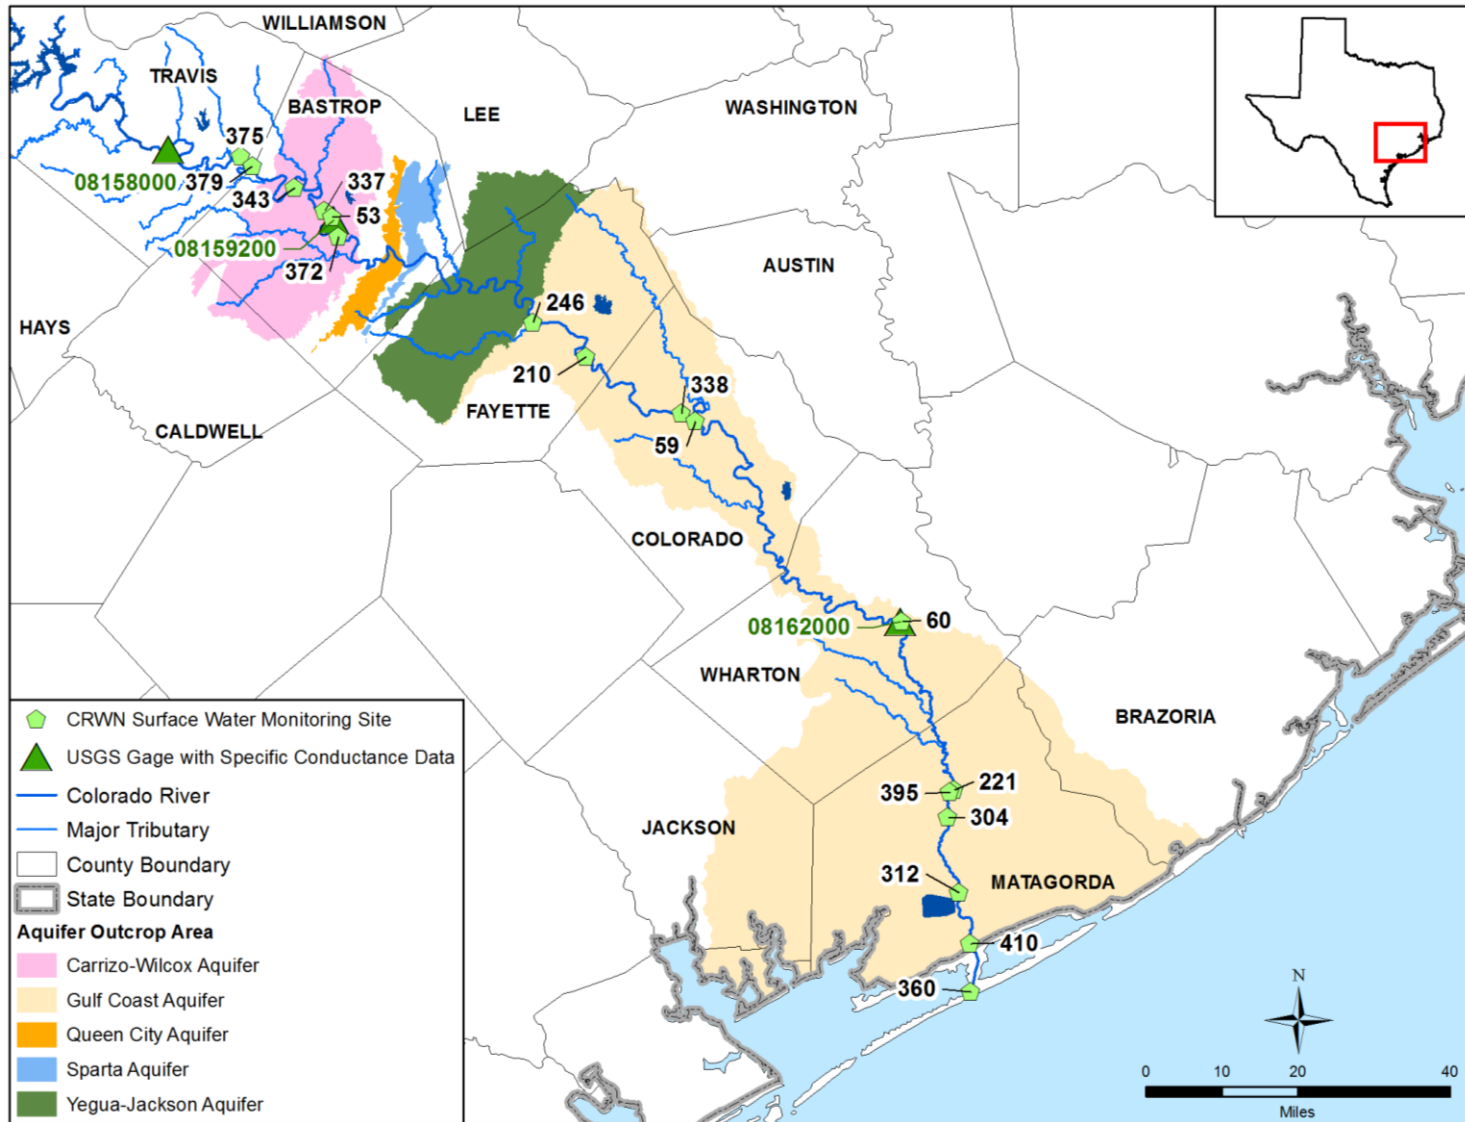 WILLIAMSON
TRAVIS
BASTROP
LEE
WASHINGTON
375
08158000
379
343
337
53
08159200
372
AUSTIN
HAYS
246
210
338
FAYETTE
59
CALDWELL
COLORADO
08162000
60
WHARTON
BRAZORIA
395
221
304
JACKSON
312
MATAGORDA
410
360
CRWN Surface Water Monitoring Site
USGS Gage with Specific Conductance Data
Colorado River
Major Tributary
County Boundary
State Boundary
Aquifer Outcrop Area
Carrizo-Wilcox Aquifer
Gulf Coast Aquifer
Queen City Aquifer
Sparta Aquifer
Yegua-Jackson Aquifer
N
0 10 20 40
Miles